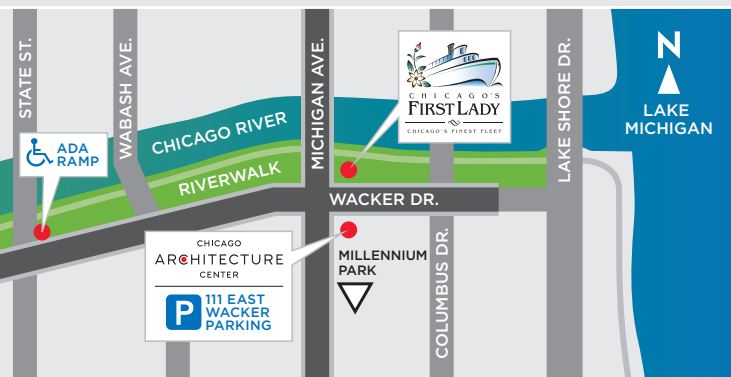 STATE ST.
WABASH AVE.
MICHIGAN AVE.
LAKE SHORE DR.
COLUMBUS DR.
N
LAKE
MICHIGAN
CHICAGO'S
FIRST LADY
CHICAGO'S FINEST FLEET
CHICAGO RIVER
RIVERWALK
ADA
RAMP
WACKER DR.
CHICAGO
ARCHITECTURE
CENTER
P
111 EAST
WACKER
PARKING
MILLENNIUM
PARK